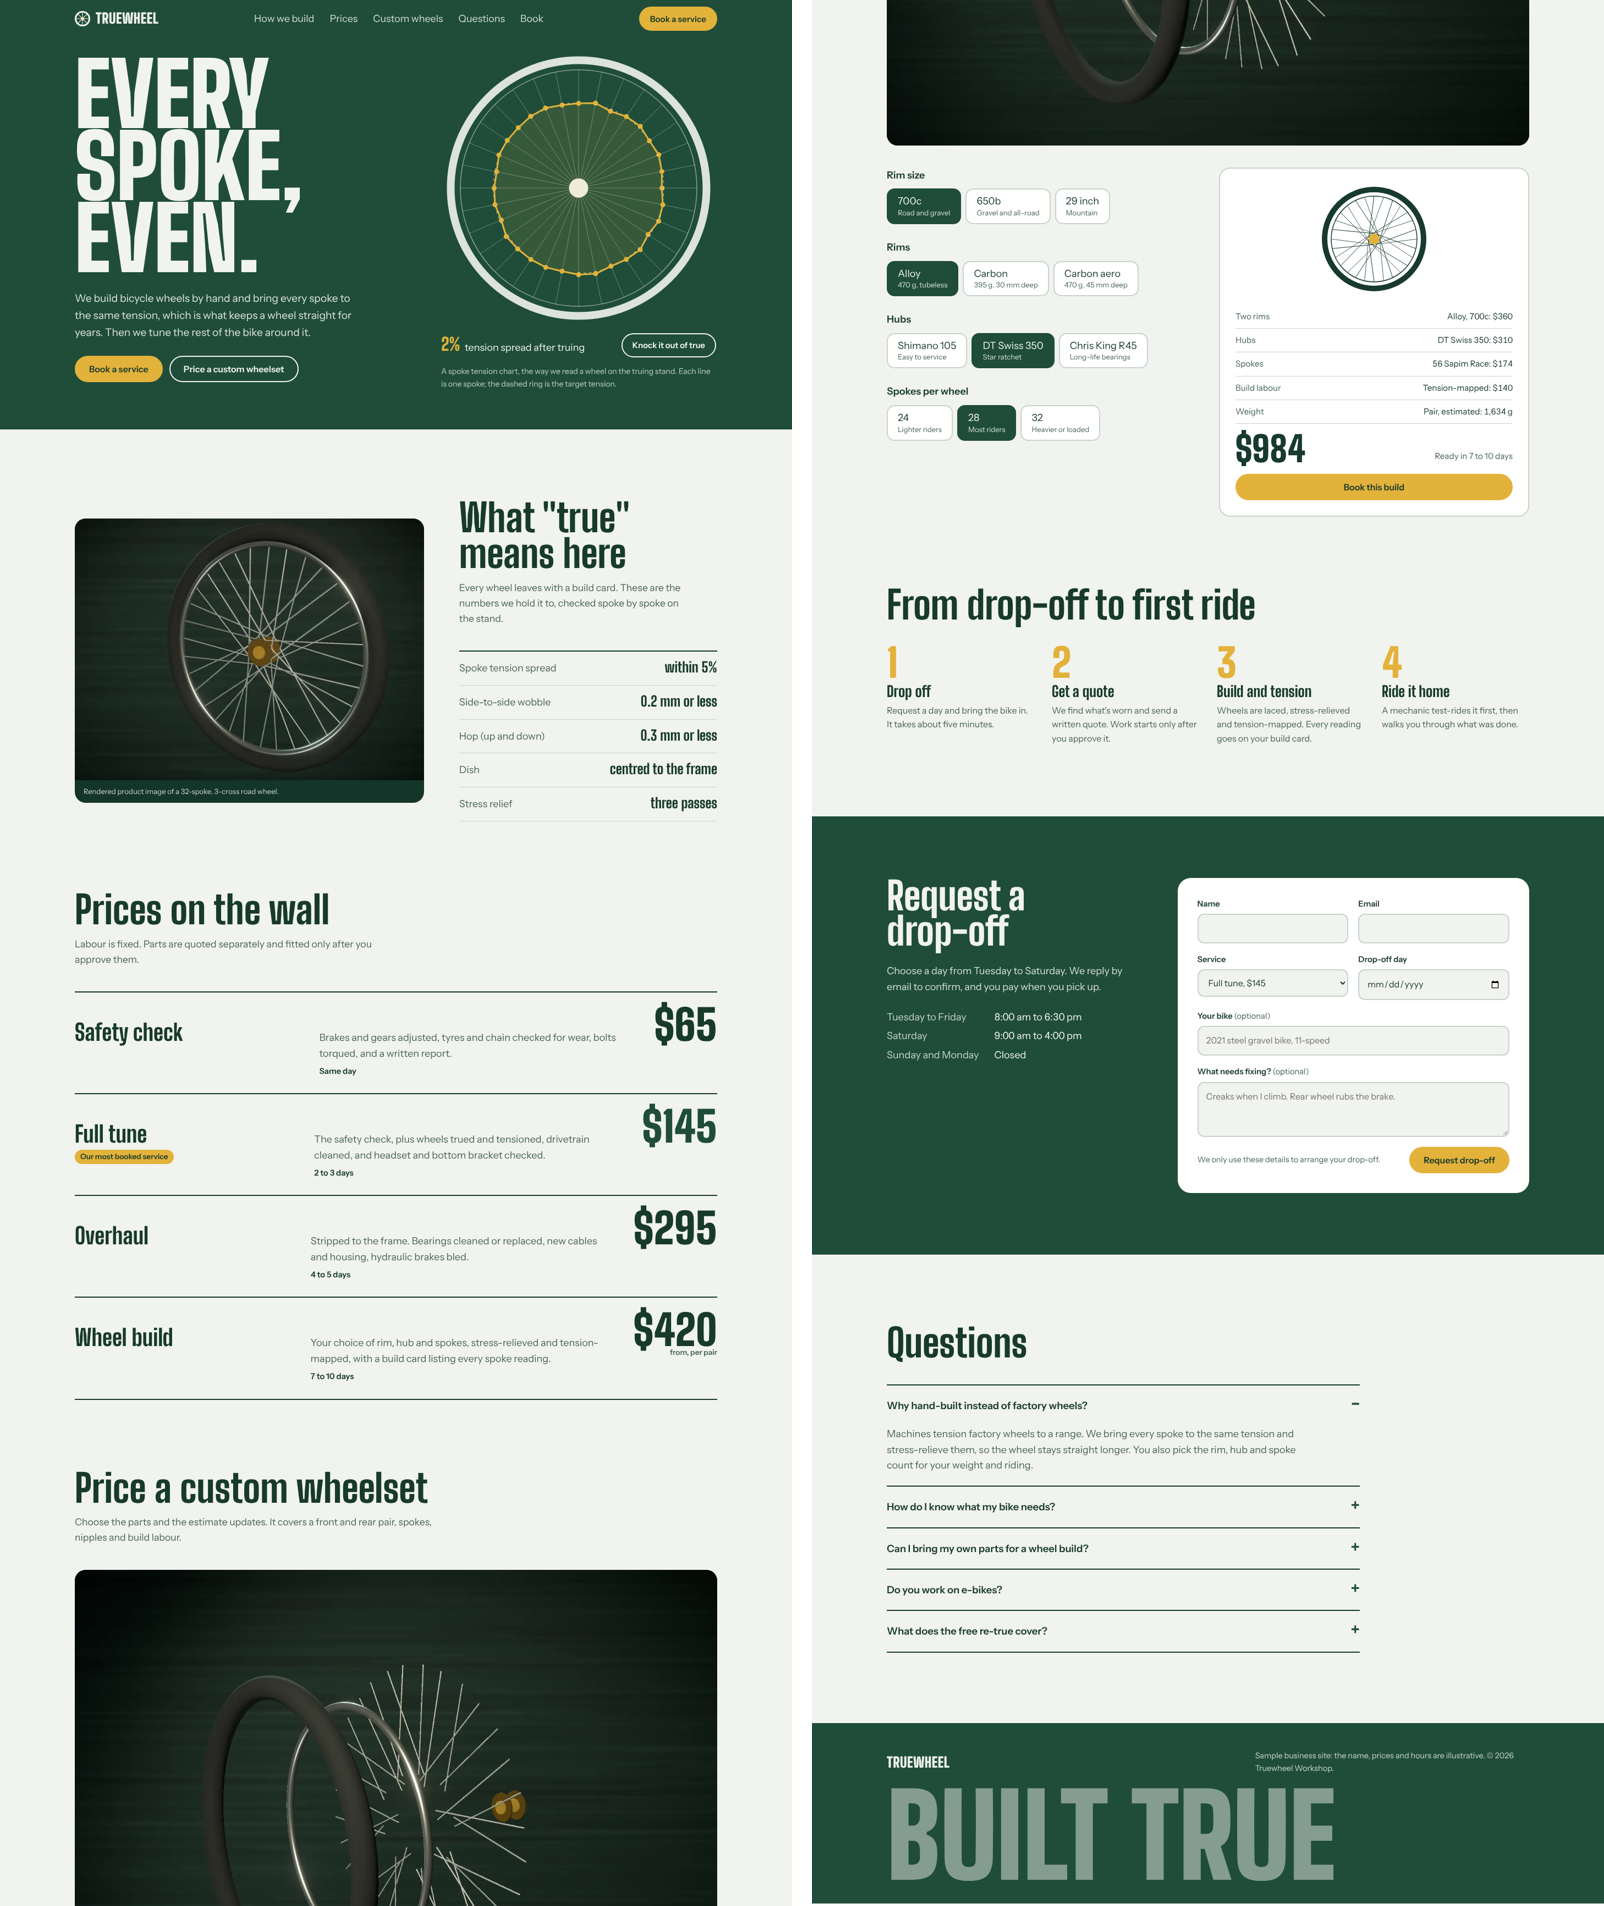 TRUEWHEEL
How we build
Prices
Custom wheels
Questions
Book
Book a service
EVERY
SPOKE,
EVEN.
We build bicycle wheels by hand and bring every spoke to
the same tension, which is what keeps a wheel straight for
years. Then we tune the rest of the bike around it.
Book a service
Price a custom wheelset
2% tension spread after truing
Knock it out of true
A spoke tension chart, the way we read a wheel on the truing stand. Each line
is one spoke; the dashed ring is the target tension.
Rendered product image of a 32-spoke, 3-cross road wheel.
What "true"
means here
Every wheel leaves with a build card. These are the
numbers we hold it to, checked spoke by spoke on
the stand.
Spoke tension spread within 5%
Side-to-side wobble 0.2 mm or less
Hop (up and down) 0.3 mm or less
Dish centred to the frame
Stress relief three passes
Prices on the wall
Labour is fixed. Parts are quoted separately and fitted only after you
approve them.
Safety check
Brakes and gears adjusted, tyres and chain checked for wear, bolts
torqued, and a written report.
Same day
$65
Full tune
Our most booked service
The safety check, plus wheels trued and tensioned, drivetrain
cleaned, and headset and bottom bracket checked.
2 to 3 days
$145
Overhaul
Stripped to the frame. Bearings cleaned or replaced, new cables
and housing, hydraulic brakes bled.
4 to 5 days
$295
Wheel build
Your choice of rim, hub and spokes, stress-relieved and tension-
mapped, with a build card listing every spoke reading.
7 to 10 days
$420
from, per pair
Price a custom wheelset
Choose the parts and the estimate updates. It covers a front and rear pair, spokes,
nipples and build labour.
Rim size
700c
Road and gravel
650b
Gravel and all-road
29 inch
Mountain
Rims
Alloy
470 g, tubeless
Carbon
395 g, 30 mm deep
Carbon aero
470 g, 45 mm deep
Hubs
Shimano 105
Easy to service
DT Swiss 350
Star ratchet
Chris King R45
Long-life bearings
Spokes per wheel
24
Lighter riders
28
Most riders
32
Heavier or loaded
Two rims Alloy, 700c: $360
Hubs DT Swiss 350: $310
Spokes 56 Sapim Race: $174
Build labour Tension-mapped: $140
Weight Pair, estimated: 1,634 g
$984
Ready in 7 to 10 days
Book this build
From drop-off to first ride
1
Drop off
Request a day and bring the bike in.
It takes about five minutes.
2
Get a quote
We find what's worn and send a
written quote. Work starts only after
you approve it.
3
Build and tension
Wheels are laced, stress-relieved
and tension-mapped. Every reading
goes on your build card.
4
Ride it home
A mechanic test-rides it first, then
walks you through what was done.
Request a
drop-off
Choose a day from Tuesday to Saturday. We reply by
email to confirm, and you pay when you pick up.
Tuesday to Friday 8:00 am to 6:30 pm
Saturday 9:00 am to 4:00 pm
Sunday and Monday Closed
Name
Email
Service
Full tune, $145
Drop-off day
mm/dd/yyyy
Your bike (optional)
2021 steel gravel bike, 11-speed
What needs fixing? (optional)
Creaks when I climb. Rear wheel rubs the brake.
We only use these details to arrange your drop-off.
Request drop-off
Questions
Why hand-built instead of factory wheels? −
Machines tension factory wheels to a range. We bring every spoke to the same tension and
stress-relieve them, so the wheel stays straight longer. You also pick the rim, hub and spoke
count for your weight and riding.
How do I know what my bike needs? +
Can I bring my own parts for a wheel build? +
Do you work on e-bikes? +
What does the free re-true cover? +
TRUEWHEEL
Sample business site: the name, prices and hours are illustrative. © 2026
Truewheel Workshop.
BUILT TRUE